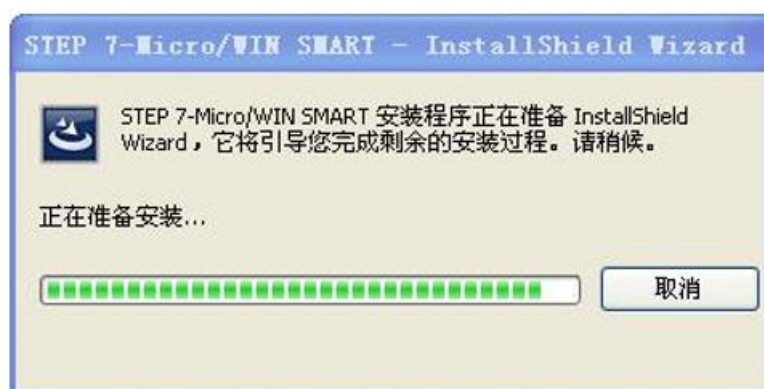 STEP 7-Micro/WIN SMART - InstallShield Wizard
STEP 7-Micro/WIN SMART 安装程序正在准备 InstallShield
Wizard，它将引导您完成剩余的安装过程。请稍候。
正在准备安装...
取消